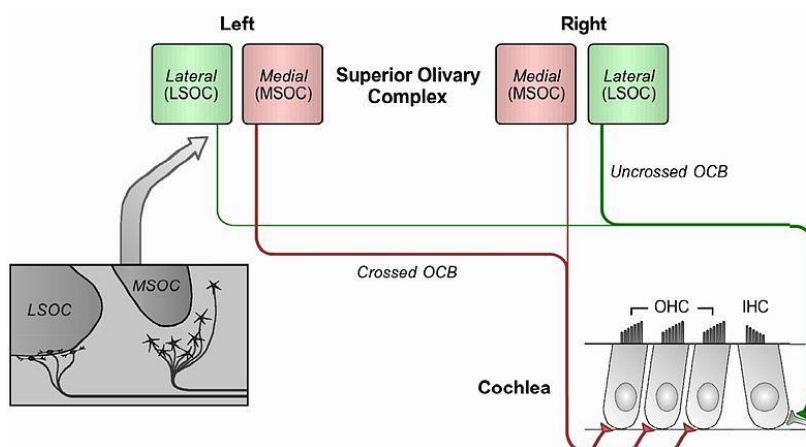 Left
Right
Lateral
(LSOC)
Medial
(MSOC)
Superior Olivary
Complex
Medial
(MSOC)
Lateral
(LSOC)
Uncrossed OCB
Crossed OCB
LSOC
MSOC
OHC
IHC
Cochlea